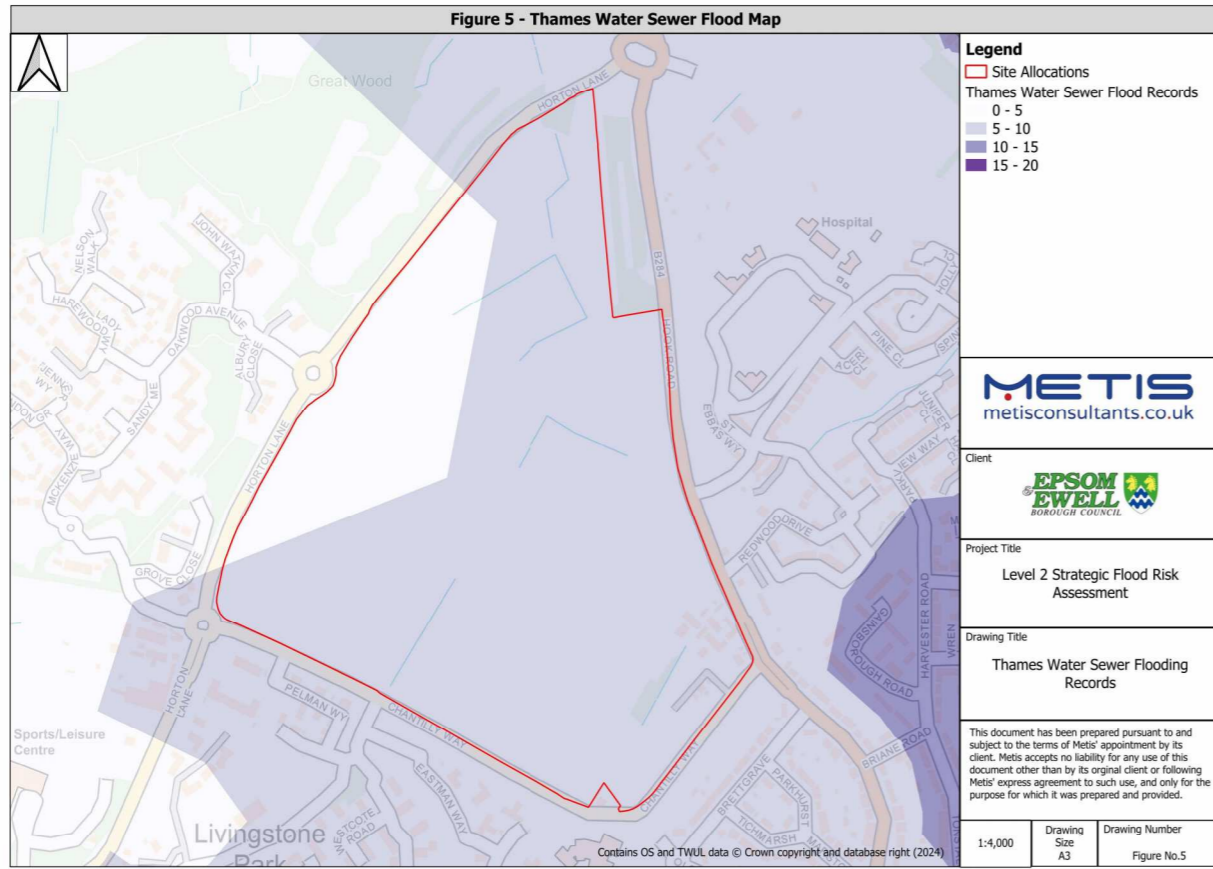 Figure 5 - Thames Water Sewer Flood Map
Great Wood
HORTON LANE
Hospital
B284
HOOK ROAD
NELSON WALK
JOHN WATKIN CL
HAREWOOD
LADY
OAKWOOD AVENUE
ALBURY CLOSE
SANDY ME
MCKENZIE WAY
HORTON LANE
GROVE CLOSE
HORTON LANE
ACER CL
PINE CL
HOLLY
SPIN
ST EBBAS WY
JUNIPER CL
PARKVIEW WAY
REDWOOD DRIVE
GAINSBOROUGH ROAD
HARVESTER ROAD
WREN
BRIANE ROAD
PELMAN WY
CHANTILLY WAY
EASTMAN WAY
CHANTILLY WAY
BRETTGRAVE
PARKHURST
TICHMARSH
Sports/Leisure
Centre
Livingstone
Park
Contains OS and TWUL data © Crown copyright and database right (2024)
Legend
Site Allocations
Thames Water Sewer Flood Records
0 - 5
5 - 10
10 - 15
15 - 20
METIS
metisconsultants.co.uk
Client
EPSOM
& EWELL
BOROUGH COUNCIL
Project Title
Level 2 Strategic Flood Risk
Assessment
Drawing Title
Thames Water Sewer Flooding
Records
This document has been prepared pursuant to and
subject to the terms of Metis' appointment by its
client. Metis accepts no liability for any use of this
document other than by its orginal client or following
Metis' express agreement to such use, and only for the
purpose for which it was prepared and provided.
1:4,000
Drawing
Size
A3
Drawing Number
Figure No.5